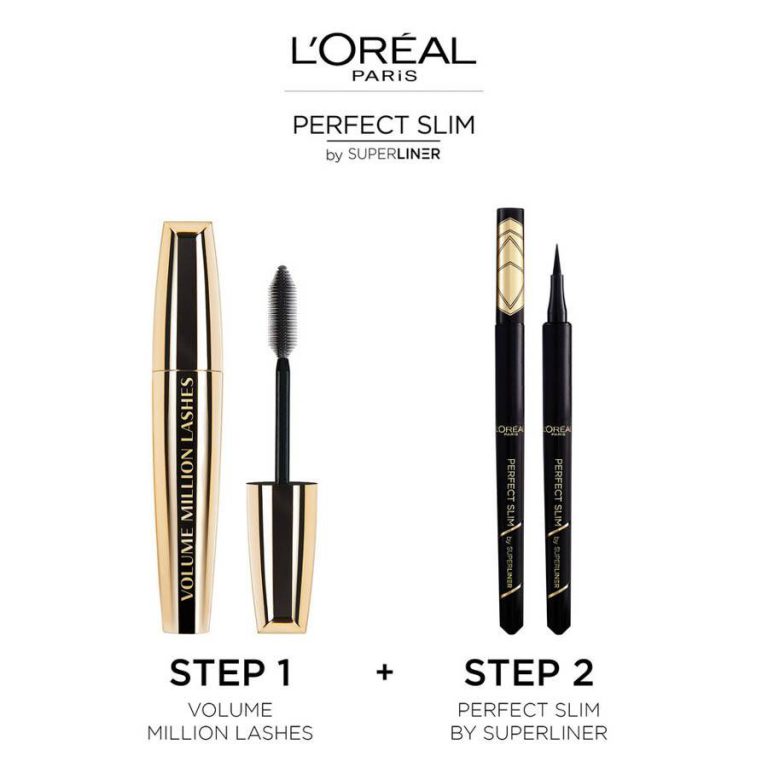 L'ORÉAL
PARIS
PERFECT SLIM
by SUPERLINER
VOLUME MILLION LASHES
L'ORÉAL
PARIS
PERFECT SLIM
by SUPERLINER
L'ORÉAL
PARIS
PERFECT SLIM
by SUPERLINER
STEP 1
+
STEP 2
VOLUME
MILLION LASHES
PERFECT SLIM
BY SUPERLINER